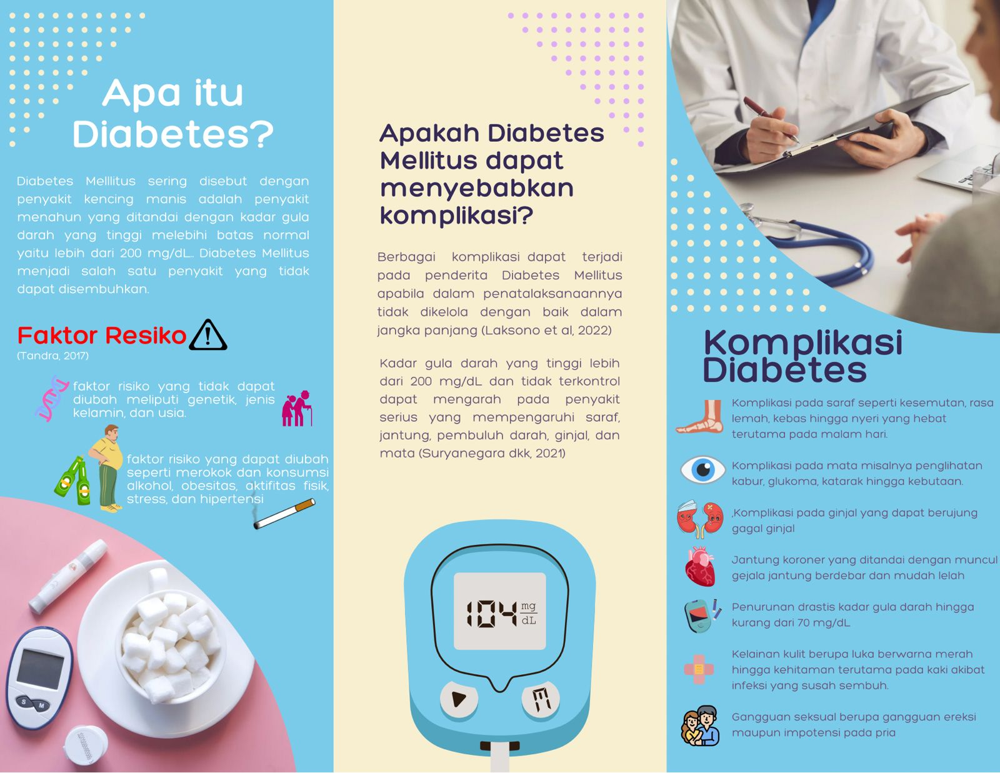 Apa itu
Diabetes?
Diabetes Melllitus sering disebut dengan
penyakit kencing manis adalah penyakit
menahun yang ditandai dengan kadar gula
darah yang tinggi melebihi batas normal
yaitu lebih dari 200 mg/dL.. Diabetes Mellitus
menjadi salah satu penyakit yang tidak
dapat disembuhkan.
Faktor Resiko
(Tandra, 2017)
faktor risiko yang tidak dapat
diubah meliputi genetik, jenis
kelamin, dan usia.
faktor risiko yang dapat diubah
seperti merokok dan konsumsi
alkohol, obesitas, aktifitas fisik,
stress, dan hipertensi
S M
Apakah Diabetes
Mellitus dapat
menyebabkan
komplikasi?
Berbagai komplikasi dapat terjadi
pada penderita Diabetes Mellitus
apabila dalam penatalaksanaannya
tidak dikelola dengan baik dalam
jangka panjang (Laksono et al, 2022)
Kadar gula darah yang tinggi lebih
dari 200 mg/dL dan tidak terkontrol
dapat mengarah pada penyakit
serius yang mempengaruhi saraf,
jantung, pembuluh darah, ginjal, dan
mata (Suryanegara dkk, 2021)
104 mg
dL
Komplikasi
Diabetes
Komplikasi pada saraf seperti kesemutan, rasa
lemah, kebas hingga nyeri yang hebat
terutama pada malam hari.
Komplikasi pada mata misalnya penglihatan
kabur, glukoma, katarak hingga kebutaan.
,Komplikasi pada ginjal yang dapat berujung
gagal ginjal
Jantung koroner yang ditandai dengan muncul
gejala jantung berdebar dan mudah lelah
Penurunan drastis kadar gula darah hingga
kurang dari 70 mg/dL
Kelainan kulit berupa luka berwarna merah
hingga kehitaman terutama pada kaki akibat
infeksi yang susah sembuh.
Gangguan seksual berupa gangguan ereksi
maupun impotensi pada pria